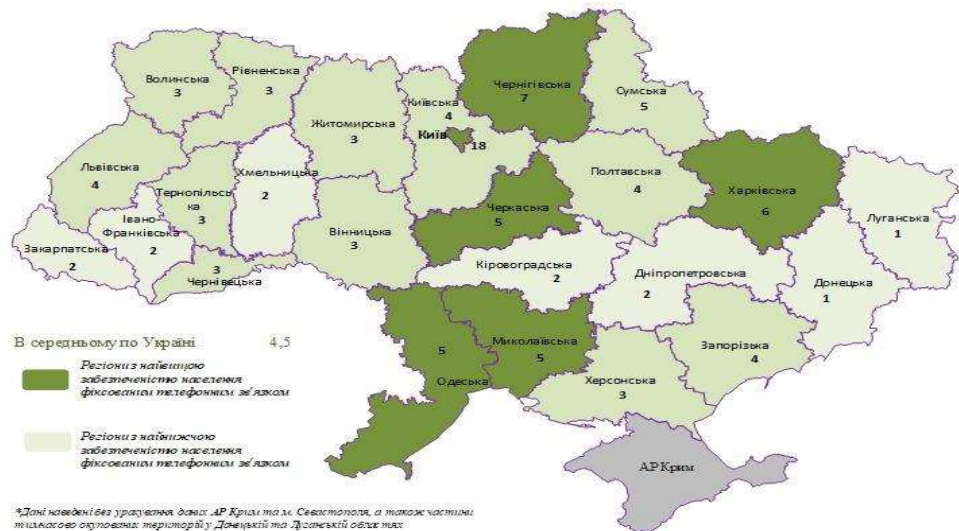 Чернігівська
7
Волинська
3
Рівненська
3
Сумська
5
Київська
4
Житомирська
3
Київ
18
Львівська
4
Хмельницька
2
Полтавська
4
Харківська
6
Тернопільсь
ка
3
Черкаська
5
Луганська
1
Івано-
Франківська
2
Вінницька
3
Закарпатська
2
3
Чернівецька
Кіровоградська
2
Дніпропетровська
2
Донецька
1
В середньому по Україні 4,5
5
Одеська
Миколаївська
5
Запорізька
4
Херсонська
3
Регіони з найвищою
забезпеченістю населення
фіксованим телефонним зв'язком
Регіони з найнижчою
забезпеченістю населення
фіксованим телефонним зв'язком
АР Крим
*Дані наведені без урахування даних АР Крим та м. Севастополя, а також частини
тимчасово окупованих територій у Донецькій та Луганській областях